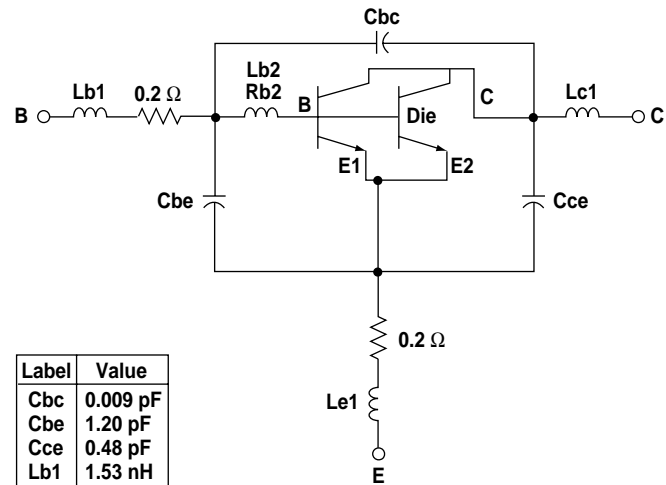 Cbc
Lb1
0.2 Ω
Lb2
Rb2
B
B
Die
C
Lc1
C
E1
E2
Cbe
Cce
0.2 Ω
Le1
E
Label Value
Cbc 0.009 pF
Cbe 1.20 pF
Cce 0.48 pF
Lb1 1.53 nH